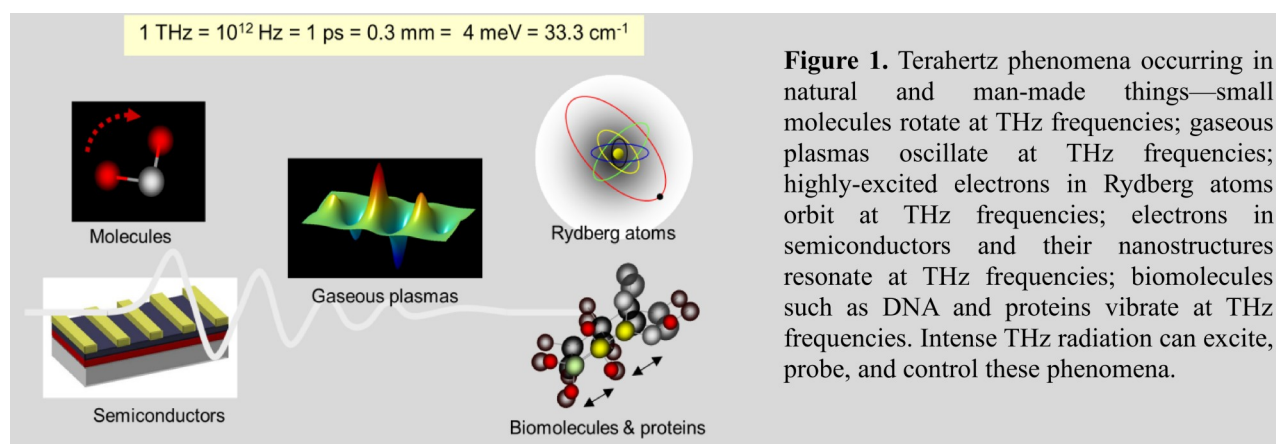 1 THz = 10¹² Hz = 1 ps = 0.3 mm = 4 meV = 33.3 cm⁻¹
Molecules
Gaseous plasmas
Rydberg atoms
Semiconductors
Biomolecules & proteins
Figure 1. Terahertz phenomena occurring in
natural and man-made things—small
molecules rotate at THz frequencies; gaseous
plasmas oscillate at THz frequencies;
highly-excited electrons in Rydberg atoms
orbit at THz frequencies; electrons in
semiconductors and their nanostructures
resonate at THz frequencies; biomolecules
such as DNA and proteins vibrate at THz
frequencies. Intense THz radiation can excite,
probe, and control these phenomena.